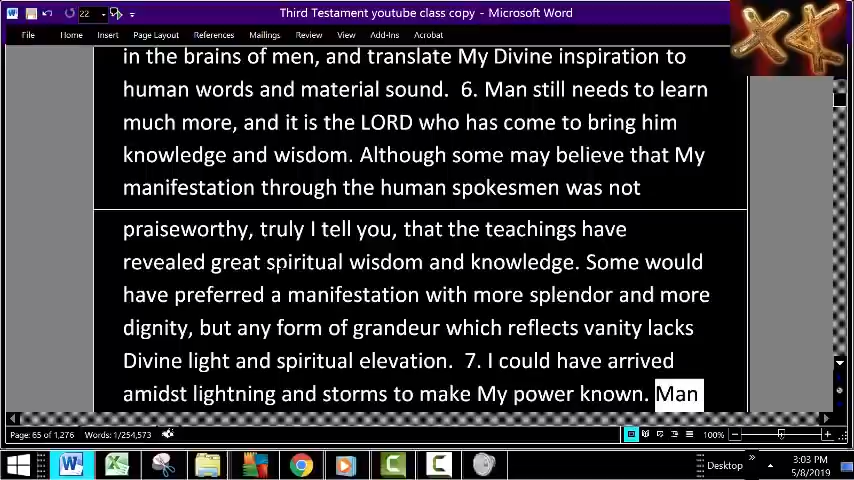 Third Testament youtube class copy - Microsoft Word
22
File Home Insert Page Layout References Mailings Review View Add-Ins Acrobat
in the brains of men, and translate My Divine inspiration to
human words and material sound.  6. Man still needs to learn
much more, and it is the LORD who has come to bring him
knowledge and wisdom. Although some may believe that My
manifestation through the human spokesmen was not
praiseworthy, truly I tell you, that the teachings have
revealed great spiritual wisdom and knowledge. Some would
have preferred a manifestation with more splendor and more
dignity, but any form of grandeur which reflects vanity lacks
Divine light and spiritual elevation.  7. I could have arrived
amidst lightning and storms to make My power known. Man
Page: 65 of 1,276 Words: 1/254,573 100%
Desktop 3:03 PM
5/8/2019